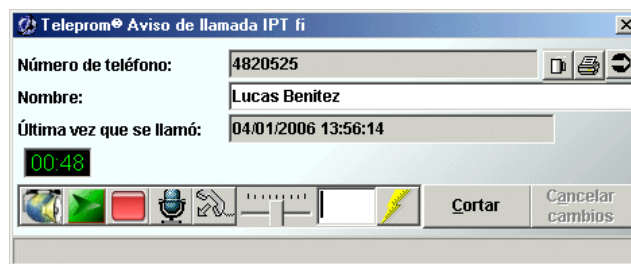 Teleprom® Aviso de llamada IPT fi
Número de teléfono: 4820525
Nombre: Lucas Benitez
Última vez que se llamó: 04/01/2006 13:56:14
00:48
Cortar Cancelar cambios